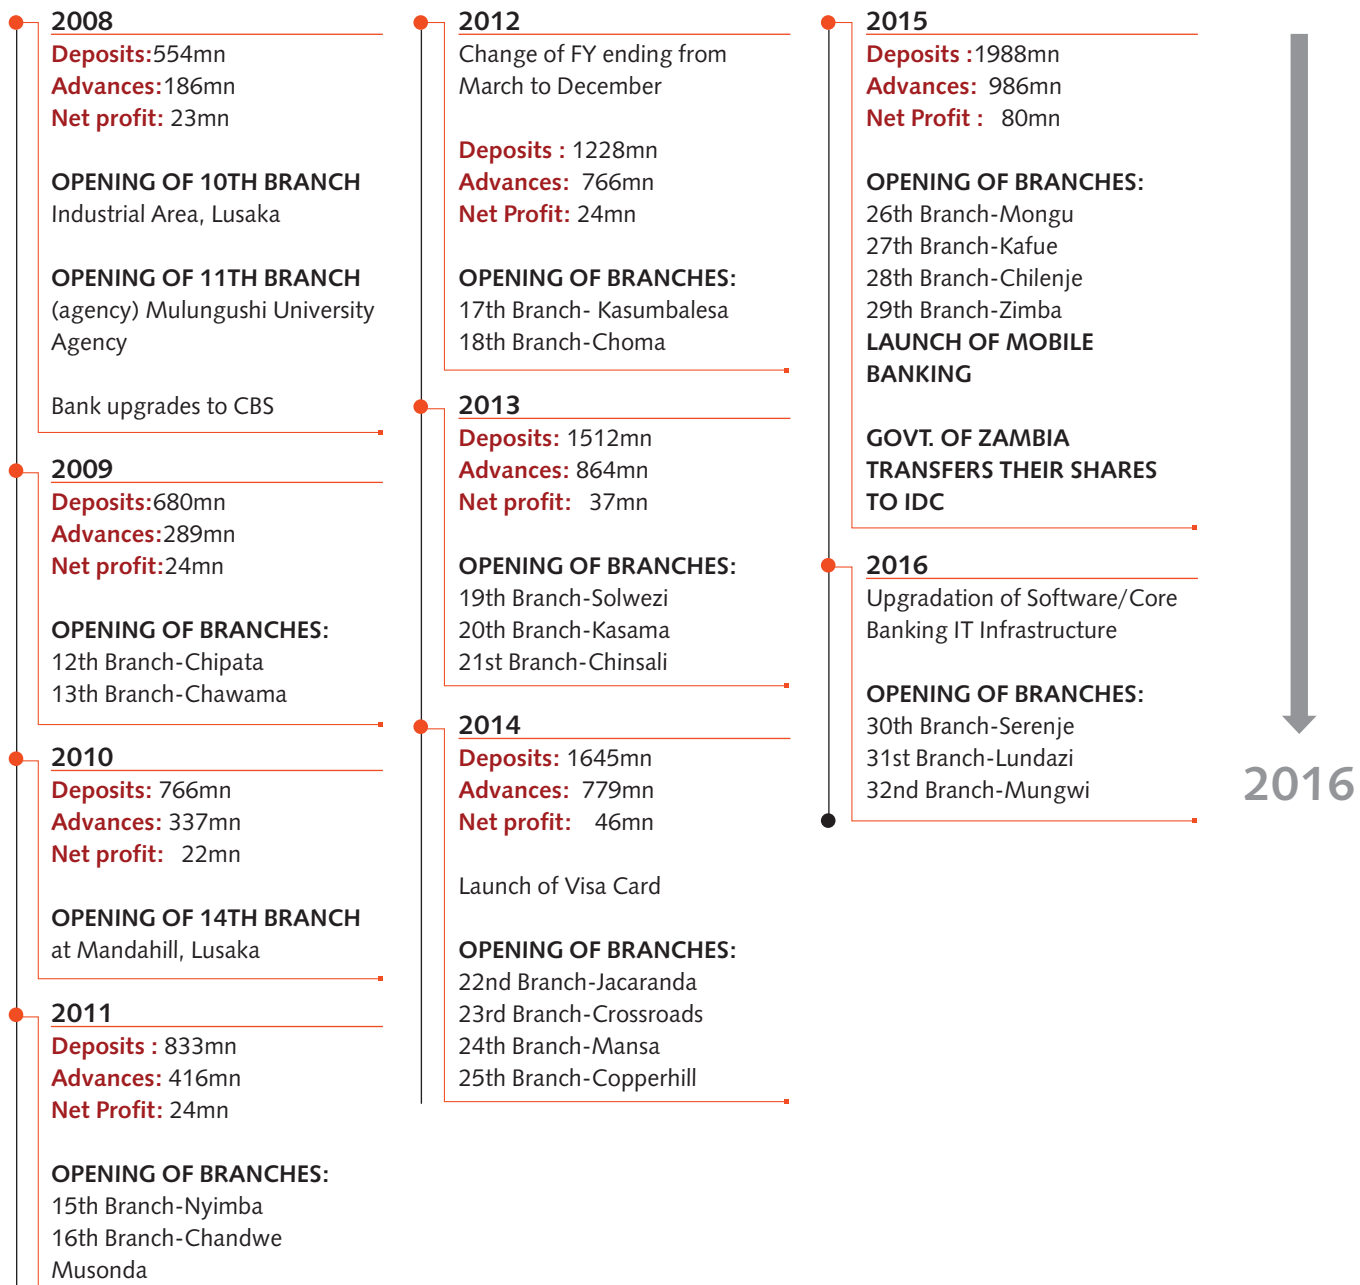 2008
Deposits:554mn
Advances:186mn
Net profit: 23mn
OPENING OF 10TH BRANCH
Industrial Area, Lusaka
OPENING OF 11TH BRANCH
(agency) Mulungushi University
Agency
Bank upgrades to CBS
2009
Deposits:680mn
Advances:289mn
Net profit:24mn
OPENING OF BRANCHES:
12th Branch-Chipata
13th Branch-Chawama
2010
Deposits: 766mn
Advances: 337mn
Net profit: 22mn
OPENING OF 14TH BRANCH
at Mandahill, Lusaka
2011
Deposits : 833mn
Advances: 416mn
Net Profit: 24mn
OPENING OF BRANCHES:
15th Branch-Nyimba
16th Branch-Chandwe
Musonda
2012
Change of FY ending from
March to December
Deposits : 1228mn
Advances: 766mn
Net Profit: 24mn
OPENING OF BRANCHES:
17th Branch- Kasumbalesa
18th Branch-Choma
2013
Deposits: 1512mn
Advances: 864mn
Net profit: 37mn
OPENING OF BRANCHES:
19th Branch-Solwezi
20th Branch-Kasama
21st Branch-Chinsali
2014
Deposits: 1645mn
Advances: 779mn
Net profit: 46mn
Launch of Visa Card
OPENING OF BRANCHES:
22nd Branch-Jacaranda
23rd Branch-Crossroads
24th Branch-Mansa
25th Branch-Copperhill
2015
Deposits :1988mn
Advances: 986mn
Net Profit : 80mn
OPENING OF BRANCHES:
26th Branch-Mongu
27th Branch-Kafue
28th Branch-Chilenje
29th Branch-Zimba
LAUNCH OF MOBILE
BANKING
GOVT. OF ZAMBIA
TRANSFERS THEIR SHARES
TO IDC
2016
Upgradation of Software/Core
Banking IT Infrastructure
OPENING OF BRANCHES:
30th Branch-Serenje
31st Branch-Lundazi
32nd Branch-Mungwi
2016